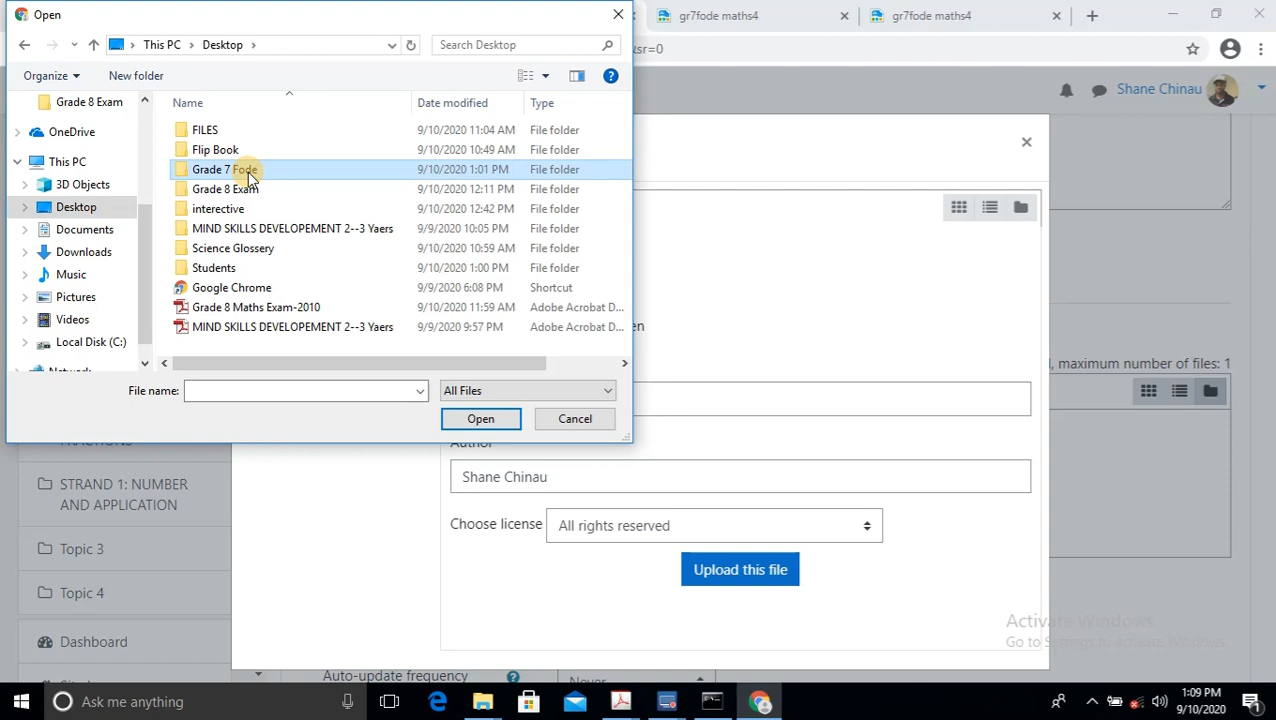 Open
gr7fode maths4
gr7fode maths4
This PC
Desktop
Search Desktop
&sr=0
Organize
New folder
Shane Chinau
Grade 8 Exam
OneDrive
This PC
3D Objects
Desktop
Documents
Downloads
Music
Pictures
Videos
Local Disk (C:)
Name
Date modified
Type
FILES 9/10/2020 11:04 AM File folder
Flip Book 9/10/2020 10:49 AM File folder
Grade 7 Fode 9/10/2020 1:01 PM File folder
Grade 8 Exam 9/10/2020 12:11 PM File folder
interective 9/10/2020 12:42 PM File folder
MIND SKILLS DEVELOPEMENT 2--3 Yaers 9/9/2020 10:05 PM File folder
Science Glossery 9/10/2020 10:59 AM File folder
Students 9/10/2020 1:00 PM File folder
Google Chrome 9/9/2020 6:08 PM Shortcut
Grade 8 Maths Exam-2010 9/10/2020 11:59 AM Adobe Acrobat D...
MIND SKILLS DEVELOPEMENT 2--3 Yaers 9/9/2020 9:57 PM Adobe Acrobat D...
File name:
All Files
Open
Cancel
en
, maximum number of files: 1
Author
Shane Chinau
Choose license
All rights reserved
Upload this file
FRACTIONS
STRAND 1: NUMBER
AND APPLICATION
Topic 3
Topic 4
Dashboard
Auto-update frequency
Never
Activate Windows
Go to Settings to activate Windows.
Ask me anything
1:09 PM
9/10/2020
1